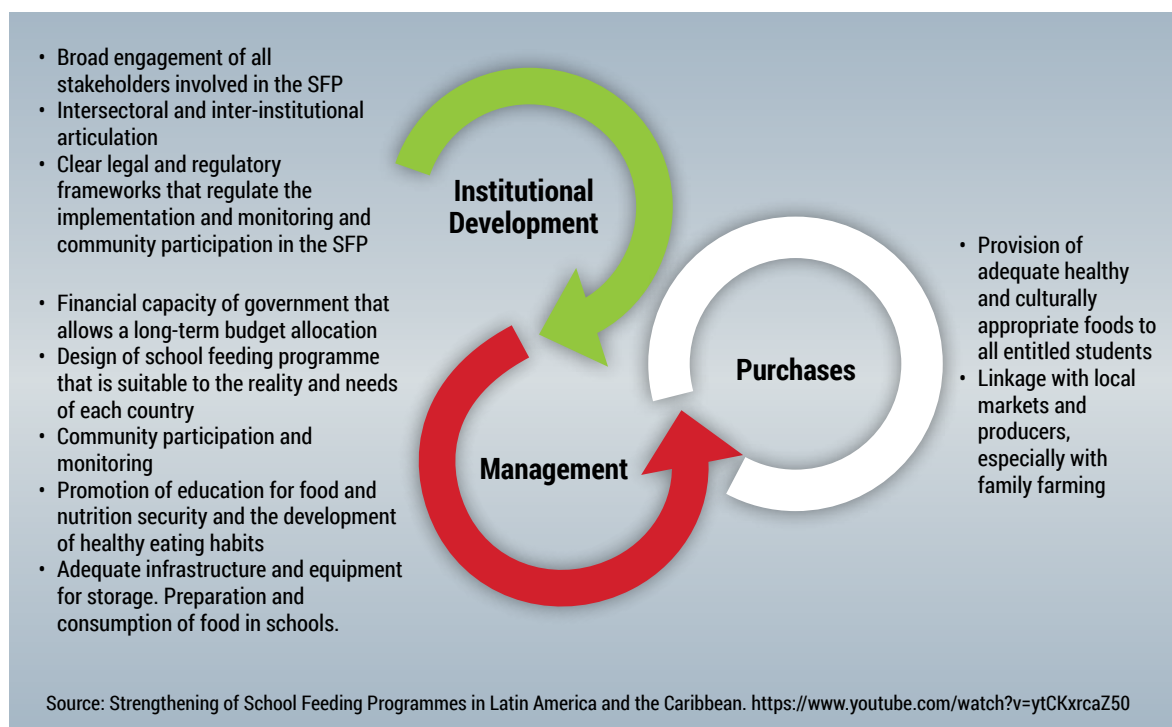 • Broad engagement of all
stakeholders involved in the SFP
• Intersectoral and inter-institutional
articulation
• Clear legal and regulatory
frameworks that regulate the
implementation and monitoring and
community participation in the SFP
• Financial capacity of government that
allows a long-term budget allocation
• Design of school feeding programme
that is suitable to the reality and needs
of each country
• Community participation and
monitoring
• Promotion of education for food and
nutrition security and the development
of healthy eating habits
• Adequate infrastructure and equipment
for storage. Preparation and
consumption of food in schools.
Institutional
Development
Management
Purchases
• Provision of
adequate healthy
and culturally
appropriate foods to
all entitled students
• Linkage with local
markets and
producers,
especially with
family farming
Source: Strengthening of School Feeding Programmes in Latin America and the Caribbean. https://www.youtube.com/watch?v=ytCKxrcaZ50